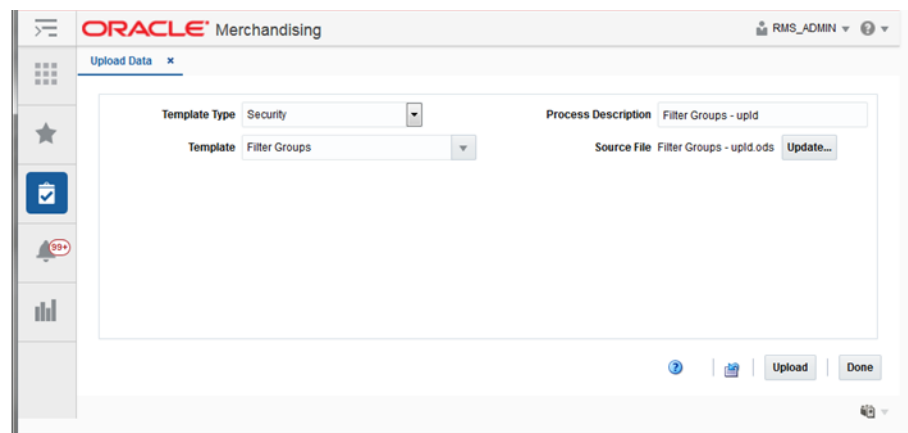 ORACLE® Merchandising
RMS_ADMIN
Upload Data ×
Template Type Security
Process Description Filter Groups - upld
Template Filter Groups
Source File Filter Groups - upld.ods Update...
99+
Upload
Done